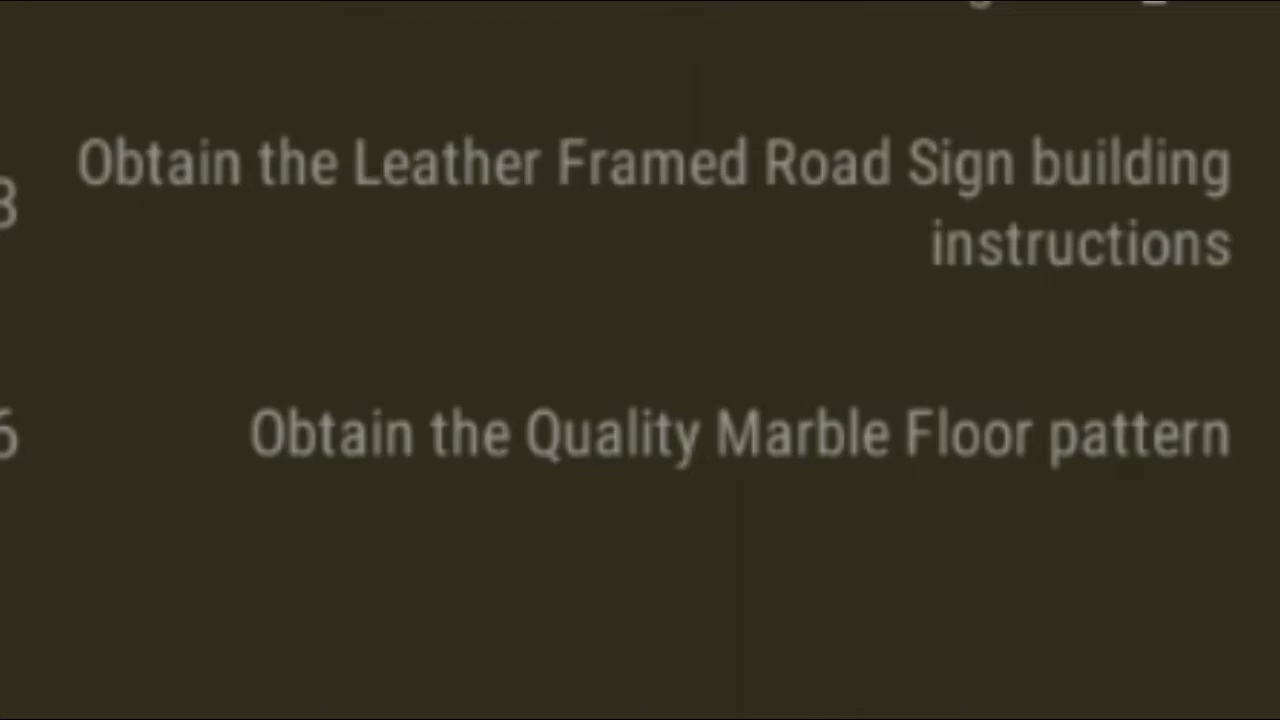 Obtain the Leather Framed Road Sign building
instructions
Obtain the Quality Marble Floor pattern